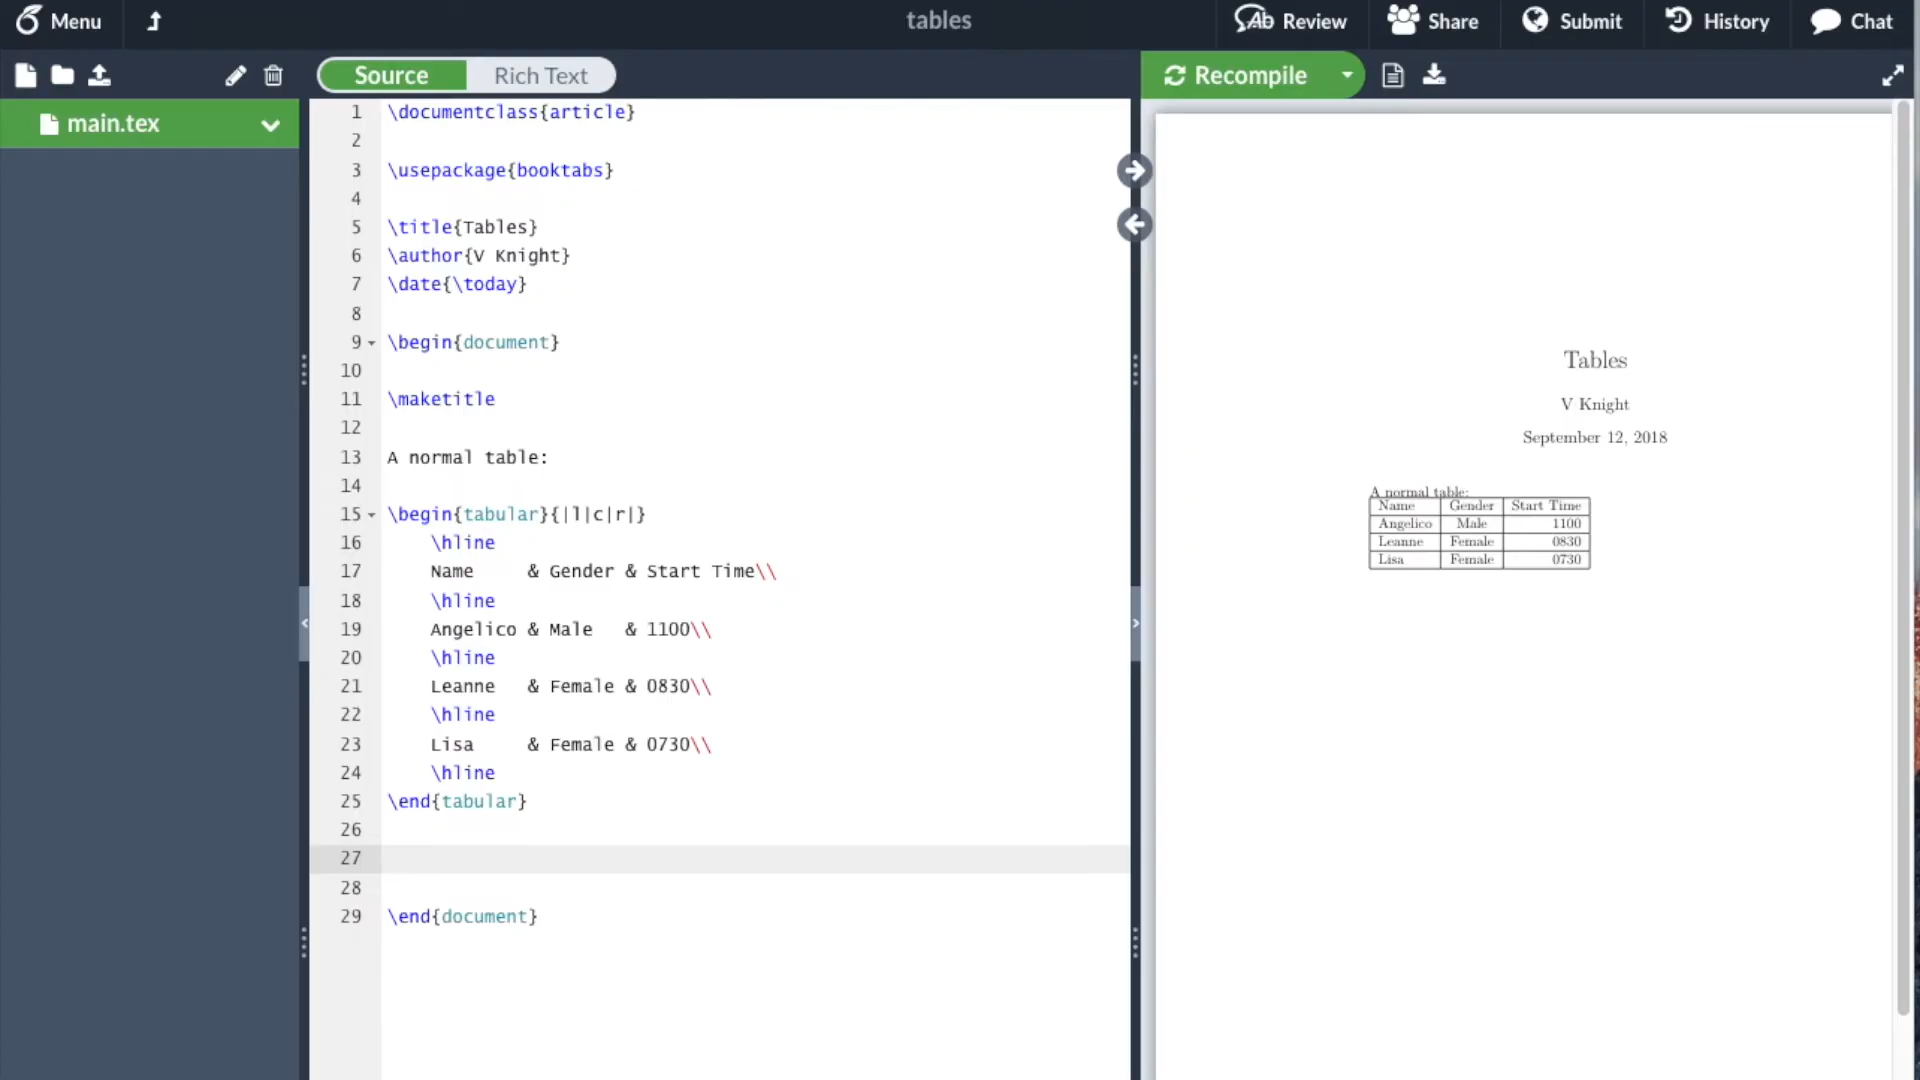 Menu
tables
Review
Share
Submit
History
Chat
Source
Rich Text
Recompile
main.tex
1 \documentclass{article}
2
3 \usepackage{booktabs}
4
5 \title{Tables}
6 \author{V Knight}
7 \date{\today}
8
9 \begin{document}
10
11 \maketitle
12
13 A normal table:
14
15 \begin{tabular}{|l|c|r|}
16 \hline
17 Name & Gender & Start Time\\
18 \hline
19 Angelico & Male & 1100\\
20 \hline
21 Leanne & Female & 0830\\
22 \hline
23 Lisa & Female & 0730\\
24 \hline
25 \end{tabular}
26
27
28
29 \end{document}
Tables
V Knight
September 12, 2018
A normal table:
Name Gender Start Time
Angelico Male 1100
Leanne Female 0830
Lisa Female 0730